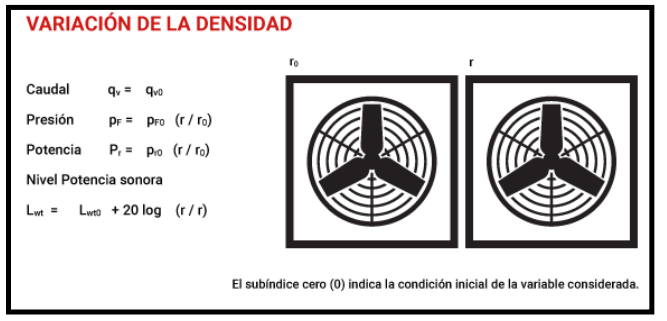 VARIACIÓN DE LA DENSIDAD
r₀ r
Caudal qᵥ = qᵥ₀
Presión p_F = p_F0 (r / r₀)
Potencia P_r = p_r0 (r / r₀)
Nivel Potencia sonora
L_wt = L_wt0 + 20 log (r / r)
El subíndice cero (0) indica la condición inicial de la variable considerada.